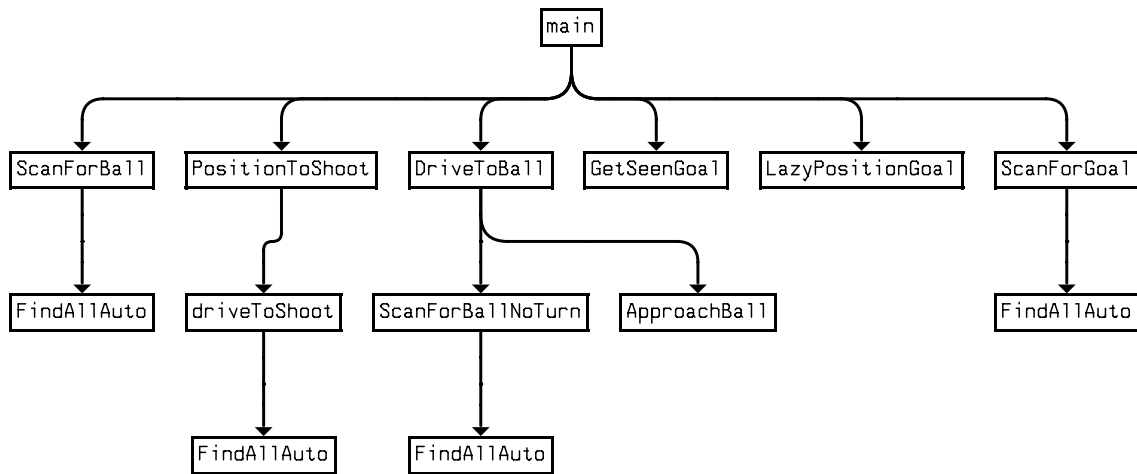 main
ScanForBall
PositionToShoot
DriveToBall
GetSeenGoal
LazyPositionGoal
ScanForGoal
FindAllAuto
driveToShoot
ScanForBallNoTurn
ApproachBall
FindAllAuto
FindAllAuto
FindAllAuto